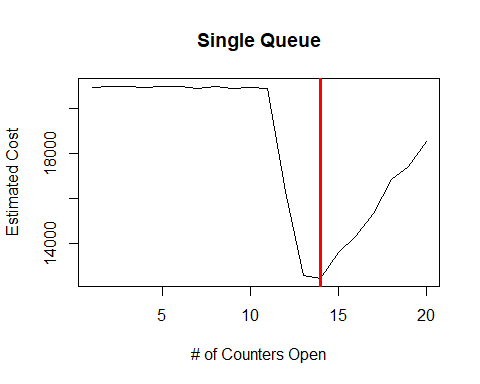 Single Queue
Estimated Cost
18000
14000
5 10 15 20
# of Counters Open